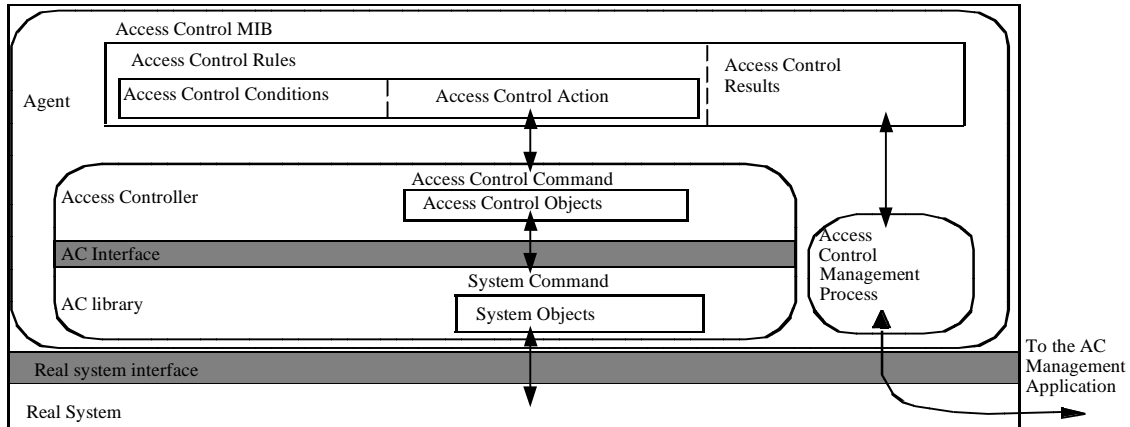 Access Control MIB
Access Control Rules
Access Control
Results
Access Control Conditions
Access Control Action
Agent
Access Control Command
Access Controller
Access Control Objects
AC Interface
System Command
AC library
System Objects
Access
Control
Management
Process
Real system interface
To the AC
Management
Application
Real System